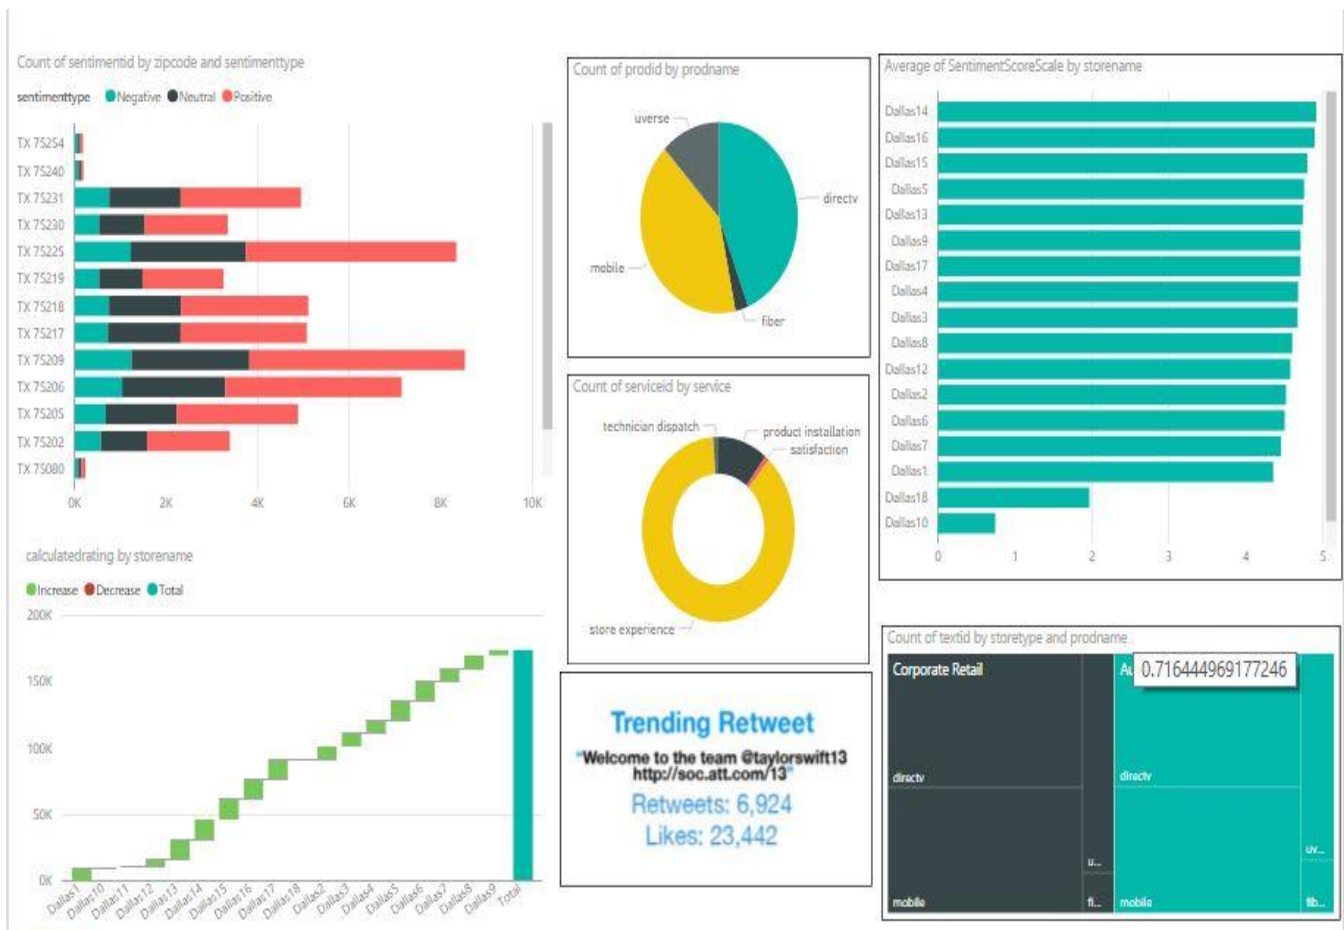 Count of sentimentid by zipcode and sentimenttype
sentimenttype Negative Neutral Positive
TX 75254
TX 75240
TX 75231
TX 75230
TX 75225
TX 75219
TX 75218
TX 75217
TX 75209
TX 75206
TX 75205
TX 75202
TX 75080
0K 2K 4K 6K 8K 10K
calculatedrating by storename
Increase Decrease Total
200K
150K
100K
50K
0K
Dallas1 Dallas10 Dallas11 Dallas12 Dallas13 Dallas14 Dallas15 Dallas16 Dallas17 Dallas18 Dallas2 Dallas3 Dallas4 Dallas5 Dallas6 Dallas7 Dallas8 Dallas9 Total
Count of prodid by prodname
uverse
directv
mobile
fiber
Count of serviceid by service
technician dispatch
product installation
satisfaction
store experience
Trending Retweet
"Welcome to the team @taylorswift13
http://soc.att.com/13"
Retweets: 6,924
Likes: 23,442
Average of SentimentScoreScale by storename
Dallas14
Dallas16
Dallas15
Dallas5
Dallas13
Dallas9
Dallas17
Dallas4
Dallas3
Dallas8
Dallas12
Dallas2
Dallas6
Dallas7
Dallas1
Dallas18
Dallas10
0 1 2 3 4 5
Count of textid by storetype and prodname
Corporate Retail
0.716444969177246
directv directv
u... uv...
mobile fi... mobile fib...